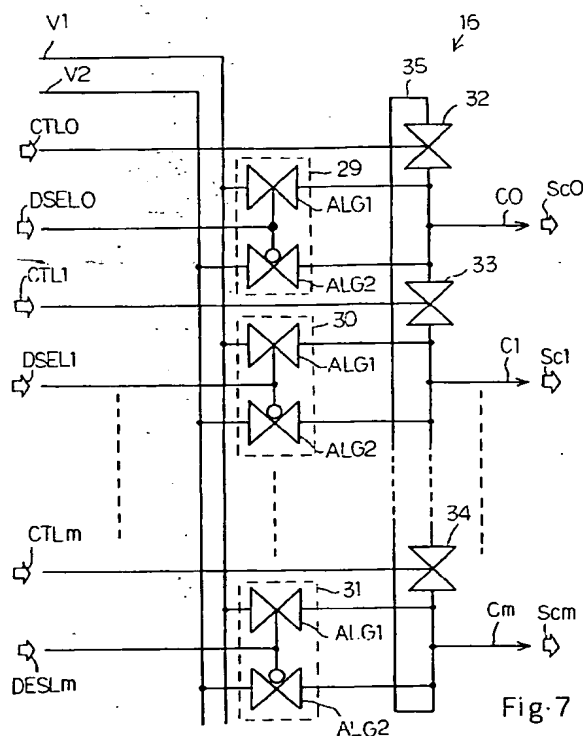 V1
16
V2
35
32
CTL0
29
DSEL0
ALG1
C0
Sc0
CTL1
ALG2
33
30
DSEL1
ALG1
C1
Sc1
ALG2
34
CTLm
31
ALG1
Cm
Scm
DESLm
ALG2
Fig·7